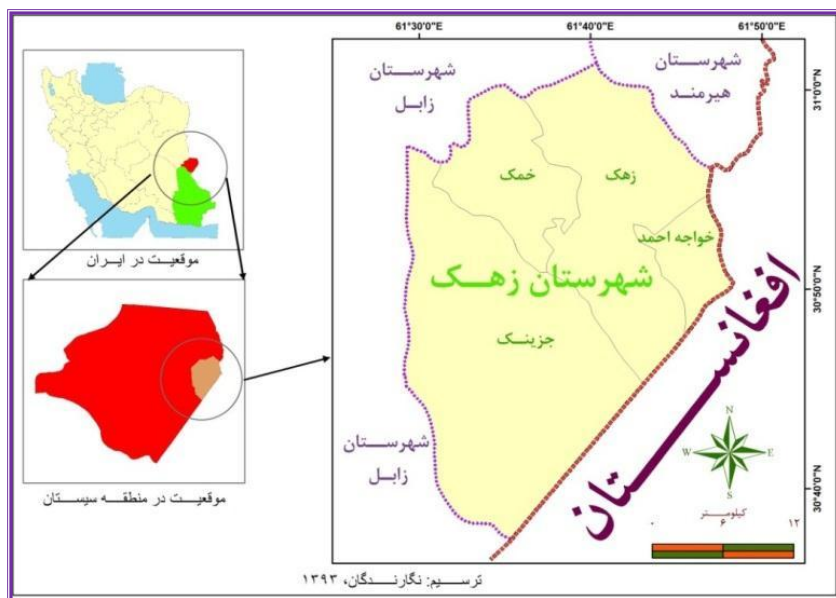 61°30'0"E
61°40'0"E
61°50'0"E
شهرستان
زابل
شهرستان
هیرمند
31°0'0"N
خمک
زهک
خواجه احمد
شهرستان زهک
30°50'0"N
جزینک
افغانستان
شهرستان
زابل
N
W
E
S
30°40'0"N
کیلومتر
۰
۶
۱۲
موقعیت در ایران
موقعیت در منطقه سیستان
ترسیم: نگارندگان، ۱۳۹۳